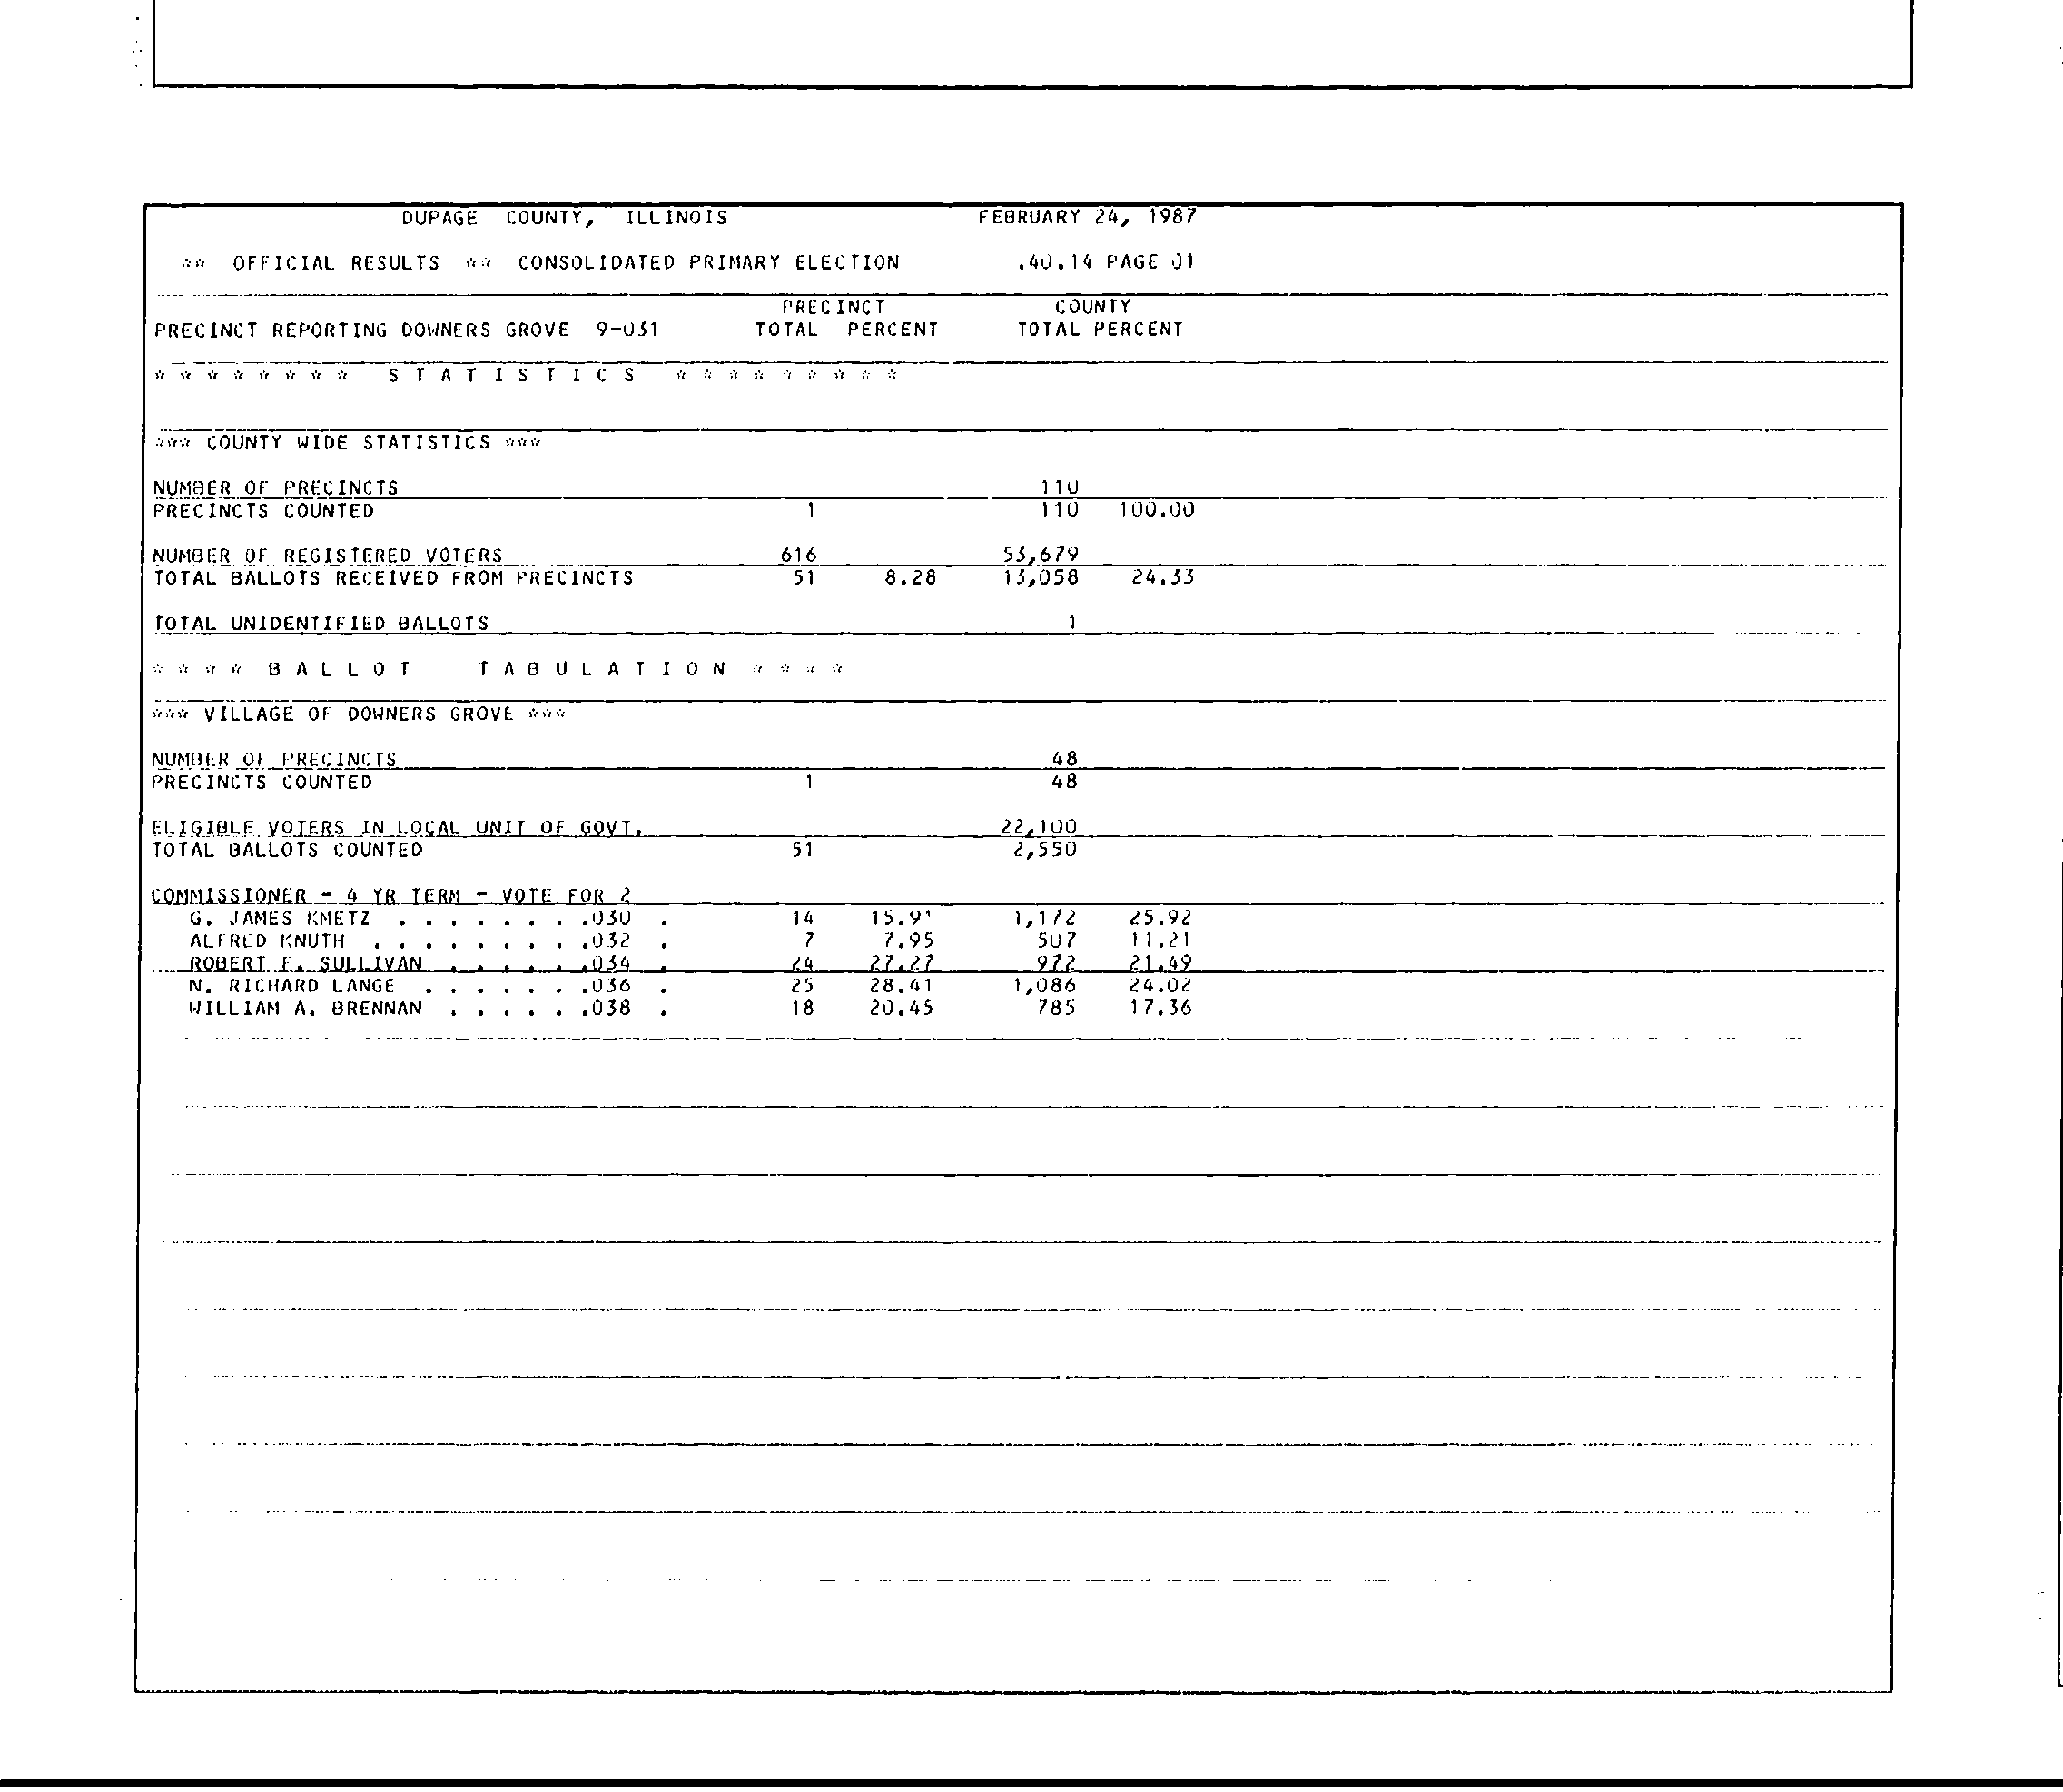 DUPAGE COUNTY, ILLINOIS FEBRUARY 24, 1987
** OFFICIAL RESULTS ** CONSOLIDATED PRIMARY ELECTION .40.14 PAGE 01
PRECINCT COUNTY
PRECINCT REPORTING DOWNERS GROVE 9-031 TOTAL PERCENT TOTAL PERCENT
* * * * * * * * S T A T I S T I C S * * * * * * * * *
*** COUNTY WIDE STATISTICS ***
NUMBER OF PRECINCTS 110
PRECINCTS COUNTED 1 110 100.00
NUMBER OF REGISTERED VOTERS 616 53,679
TOTAL BALLOTS RECEIVED FROM PRECINCTS 51 8.28 13,058 24.33
TOTAL UNIDENTIFIED BALLOTS 1
* * * * B A L L O T T A B U L A T I O N * * * *
*** VILLAGE OF DOWNERS GROVE ***
NUMBER OF PRECINCTS 48
PRECINCTS COUNTED 1 48
ELIGIBLE VOTERS IN LOCAL UNIT OF GOVT. 22,100
TOTAL BALLOTS COUNTED 51 2,550
COMMISSIONER - 4 YR TERM - VOTE FOR 2
G. JAMES KMETZ . . . . . . . .030 . 14 15.91 1,172 25.92
ALFRED KNUTH . . . . . . . . .032 . 7 7.95 507 11.21
ROBERT F. SULLIVAN . . . . . .034 . 24 27.27 972 21.49
N. RICHARD LANGE . . . . . . .036 . 25 28.41 1,086 24.02
WILLIAM A. BRENNAN . . . . . .038 . 18 20.45 785 17.36